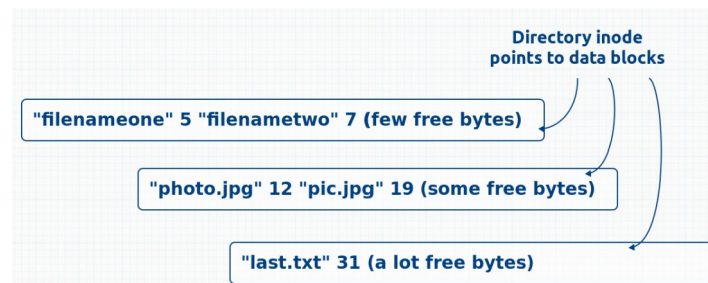 Directory inode
points to data blocks
"filenameone" 5 "filenametwo" 7 (few free bytes)
"photo.jpg" 12 "pic.jpg" 19 (some free bytes)
"last.txt" 31 (a lot free bytes)